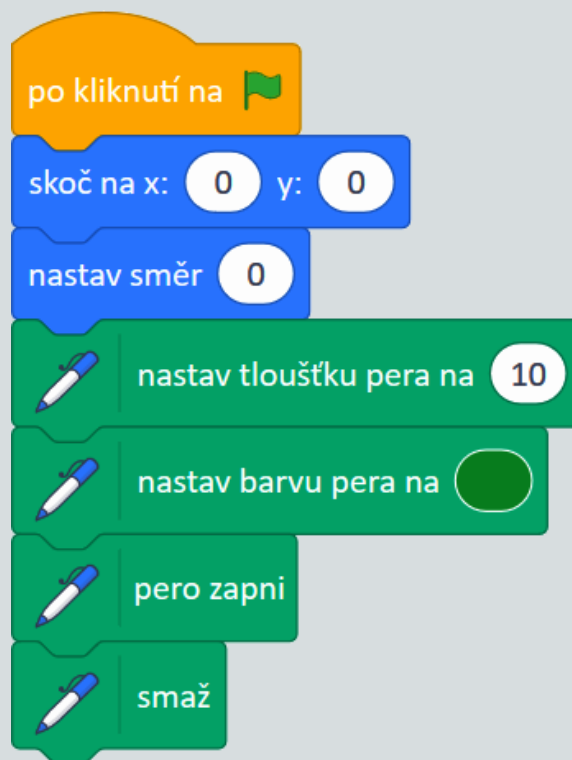 po kliknutí na
skoč na x: 0 y: 0
nastav směr 0
nastav tloušťku pera na 10
nastav barvu pera na
pero zapni
smaž